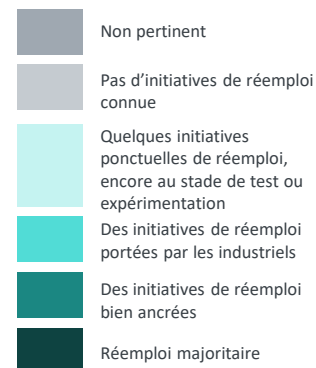 Non pertinent
Pas d’initiatives de réemploi
connue
Quelques initiatives
ponctuelles de réemploi,
encore au stade de test ou
expérimentation
Des initiatives de réemploi
portées par les industriels
Des initiatives de réemploi
bien ancrées
Réemploi majoritaire